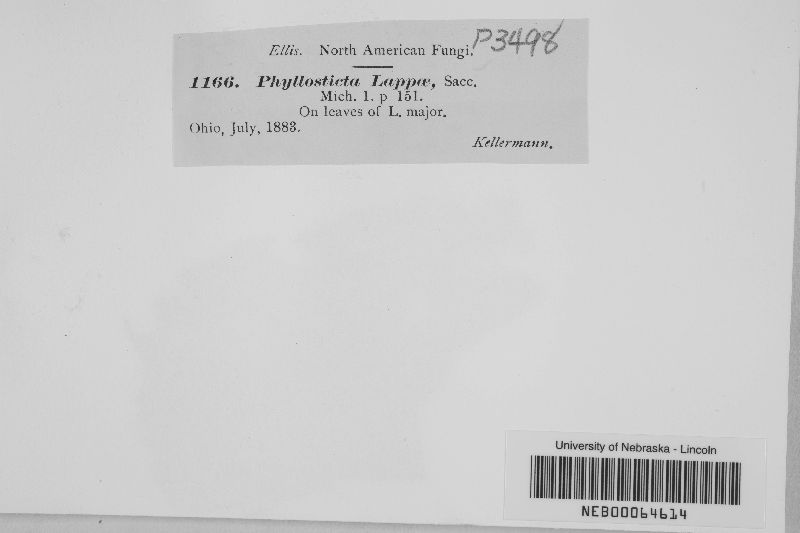 Ellis. North American Fungi. P3498
1166. Phyllosticta Lappæ, Sacc.
Mich. 1. p 151.
On leaves of L. major.
Ohio, July, 1883.
Kellermann.
University of Nebraska - Lincoln
NEB00064614